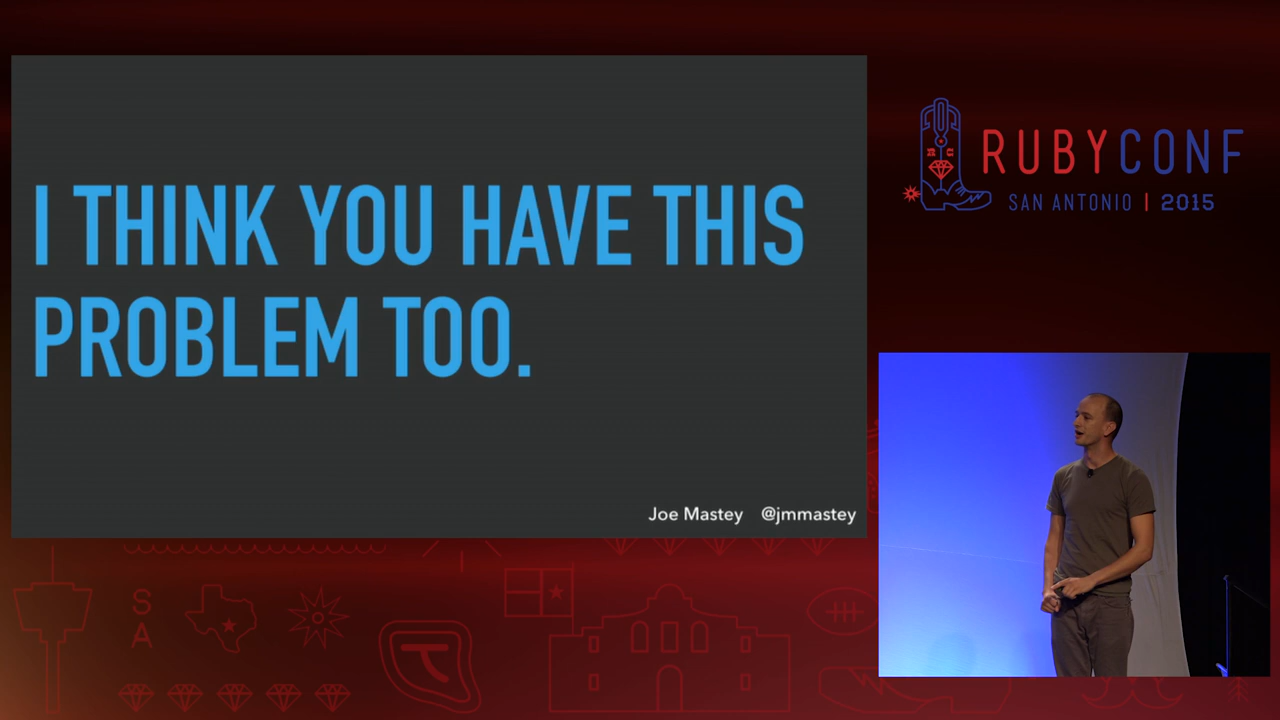 I THINK YOU HAVE THIS
PROBLEM TOO.
Joe Mastey @jmmastey
RUBYCONF
SAN ANTONIO | 2015
S
A